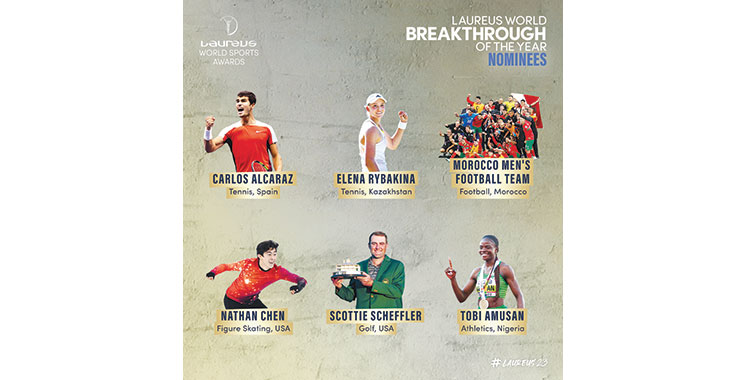 Laureus
WORLD SPORTS
AWARDS
LAUREUS WORLD
BREAKTHROUGH
OF THE YEAR
NOMINEES
CARLOS ALCARAZ
Tennis, Spain
ELENA RYBAKINA
Tennis, Kazakhstan
MOROCCO MEN'S
FOOTBALL TEAM
Football, Morocco
NATHAN CHEN
Figure Skating, USA
SCOTTIE SCHEFFLER
Golf, USA
TOBI AMUSAN
Athletics, Nigeria
#LAUREUS23